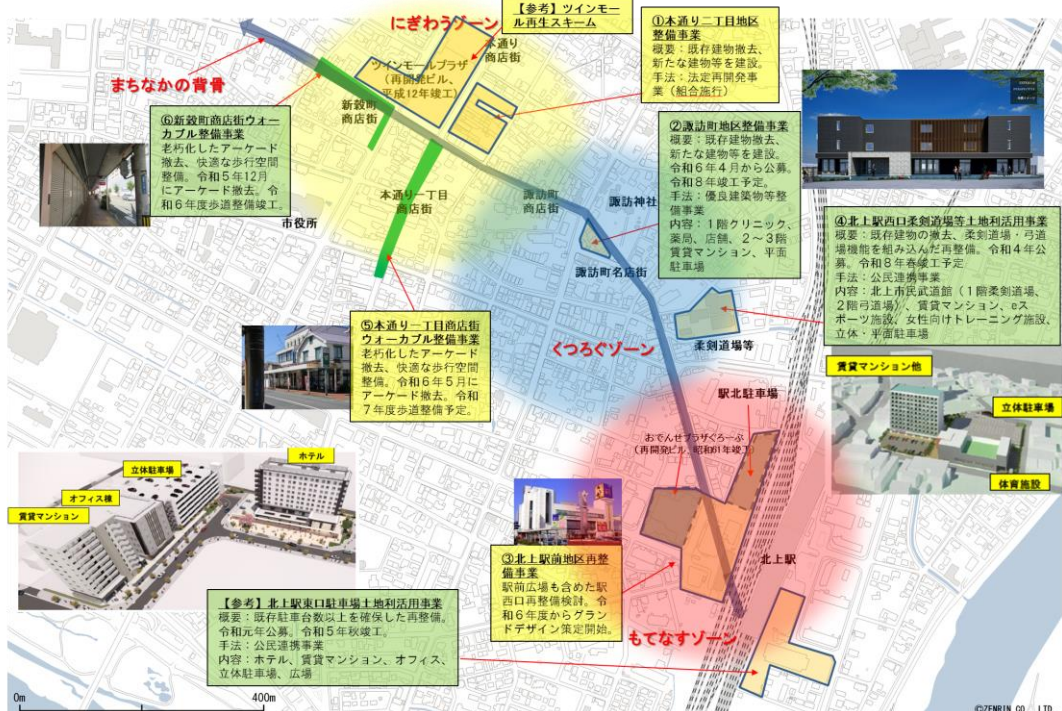 にぎわうゾーン
【参考】ツインモー
ル再生スキーム
本通り
商店街
ツインモールプラザ
(再開発ビル、
平成12年竣工)
まちなかの背骨
新穀町
商店街
①本通り二丁目地区
整備事業
概要：既存建物撤去、
新たな建物等を建設。
手法：法定再開発事
業（組合施行）
⑥新穀町商店街ウォー
カブル整備事業
老朽化したアーケード
撤去、快適な歩行空間
整備。令和5年12月
にアーケード撤去。令
和6年度歩道整備竣工。
②諏訪町地区整備事業
概要：既存建物撤去、
新たな建物等を建設。
令和6年4月から公募。
令和8年竣工予定。
手法：優良建築物等整
備事業
内容：1階クリニック、
薬局、店舗、2～3階
賃貸マンション、平面
駐車場
市役所
本通り一丁目
商店街
諏訪町
商店街
諏訪神社
諏訪町名店街
④北上駅西口柔剣道場等土地利活用事業
概要：既存建物の撤去、柔剣道場・弓道
場機能を組み込んだ再整備。令和4年公
募。令和8年春竣工予定
手法：公民連携事業
内容：北上市民武道館（1階柔剣道場、
2階弓道場）、賃貸マンション、eス
ポーツ施設、女性向けトレーニング施設、
立体・平面駐車場
⑤本通り一丁目商店街
ウォーカブル整備事業
老朽化したアーケード
撤去、快適な歩行空間
整備。令和6年5月に
アーケード撤去。令和
7年度歩道整備予定。
くつろぐゾーン
柔剣道場等
賃貸マンション他
立体駐車場
体育施設
駅北駐車場
おでんせプラザぐろーぶ
(再開発ビル、昭和61年竣工)
ホテル
立体駐車場
オフィス棟
賃貸マンション
③北上駅前地区再整
備事業
駅前広場も含めた駅
西口再整備検討。令
和6年度からグラン
ドデザイン策定開始。
北上駅
もてなすゾーン
【参考】北上駅東口駐車場土地利活用事業
概要：既存駐車台数以上を確保した再整備。
令和元年公募。令和5年秋竣工。
手法：公民連携事業
内容：ホテル、賃貸マンション、オフィス、
立体駐車場、広場
0m
400m
©ZENRIN CO., LTD.